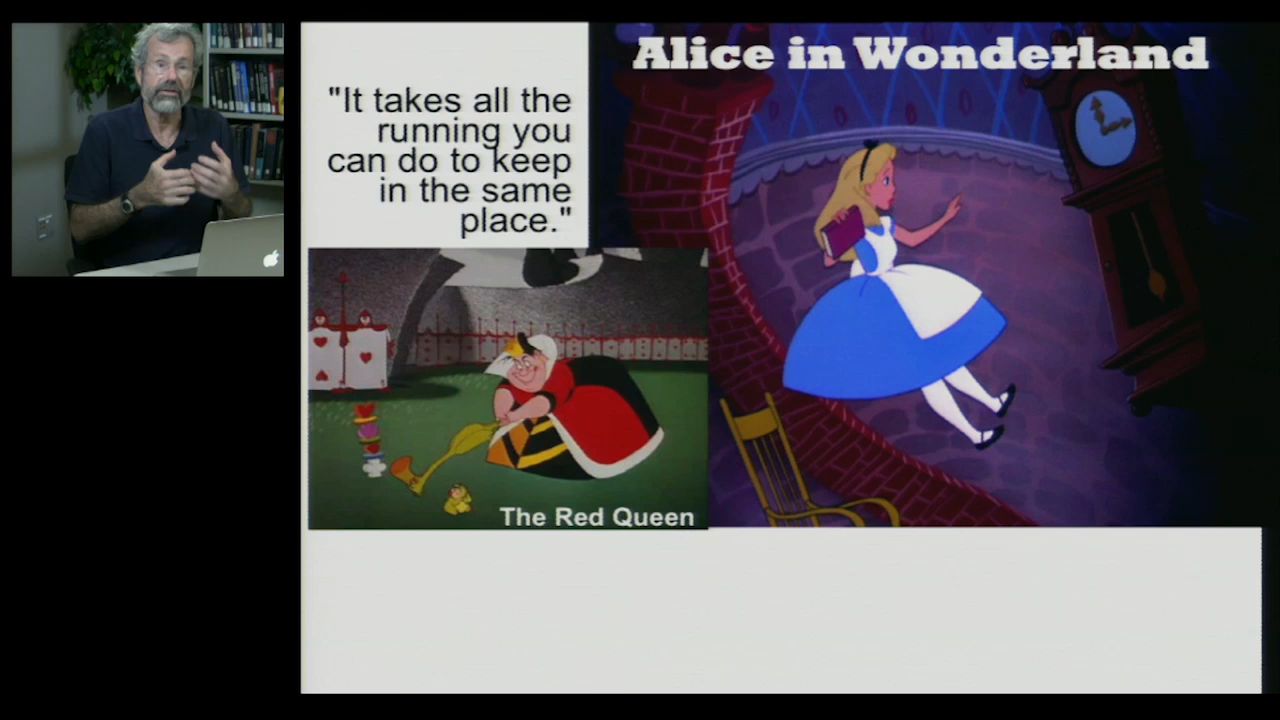 Alice in Wonderland
"It takes all the
running you
can do to keep
in the same
place."
The Red Queen